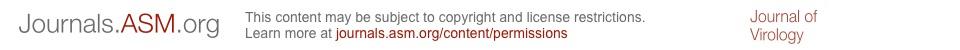 Journals.ASM.org
This content may be subject to copyright and license restrictions.
Learn more at journals.asm.org/content/permissions
Journal of
Virology